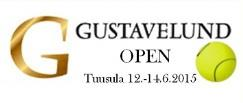 G GUSTAVELUND
OPEN
Tuusula 12.-14.6.2015